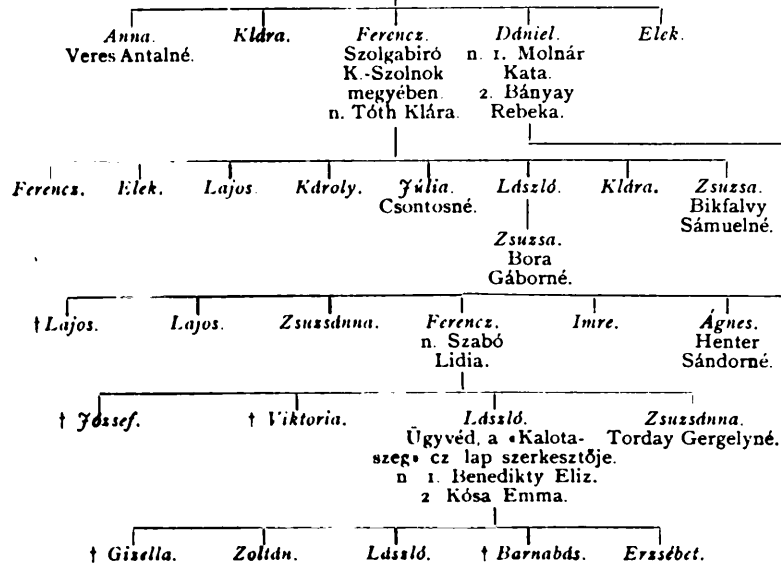 Anna. Klára. Ferencz. Dániel. Elek.
Veres Antalné. Szolgabiró n. 1. Molnár
K.-Szolnok Kata.
megyében. 2. Bányay
n. Tóth Klára. Rebeka.
Ferencz. Elek. Lajos. Károly. Júlia. László. Klára. Zsuzsa.
Csontosné. Bikfalvy
Sámuelné.
Zsuzsa.
Bora
Gáborné.
† Lajos. Lajos. Zsuzsánna. Ferencz. Imre. Ágnes.
n. Szabó Henter
Lidia. Sándorné.
† József. † Viktoria. László. Zsuzsánna.
Ügyvéd, a «Kalota- Torday Gergelyné.
szeg» cz lap szerkesztője.
n 1. Benedikty Eliz.
2 Kósa Emma.
† Gisella. Zoltán. László. † Barnabás. Erzsébet.